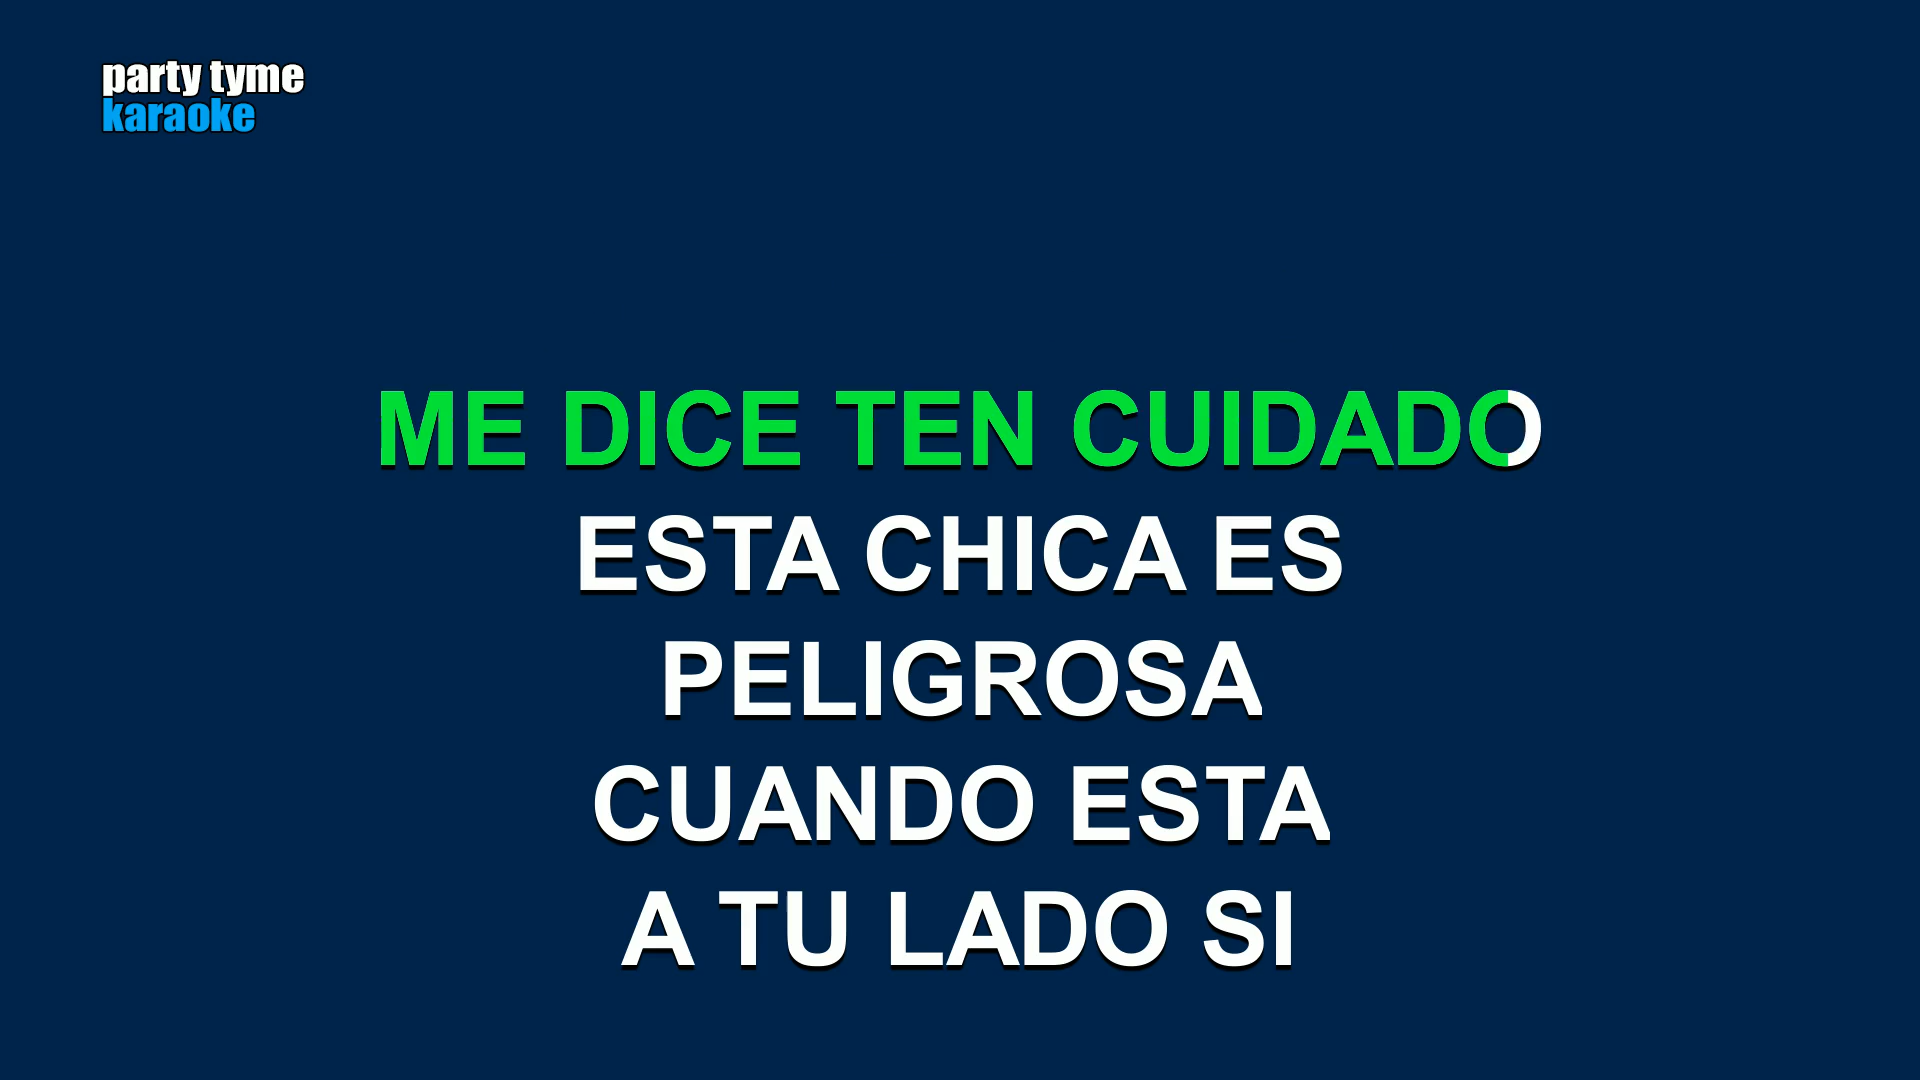 party tyme
karaoke
ME DICE TEN CUIDADO
ESTA CHICA ES
PELIGROSA
CUANDO ESTA
A TU LADO SI